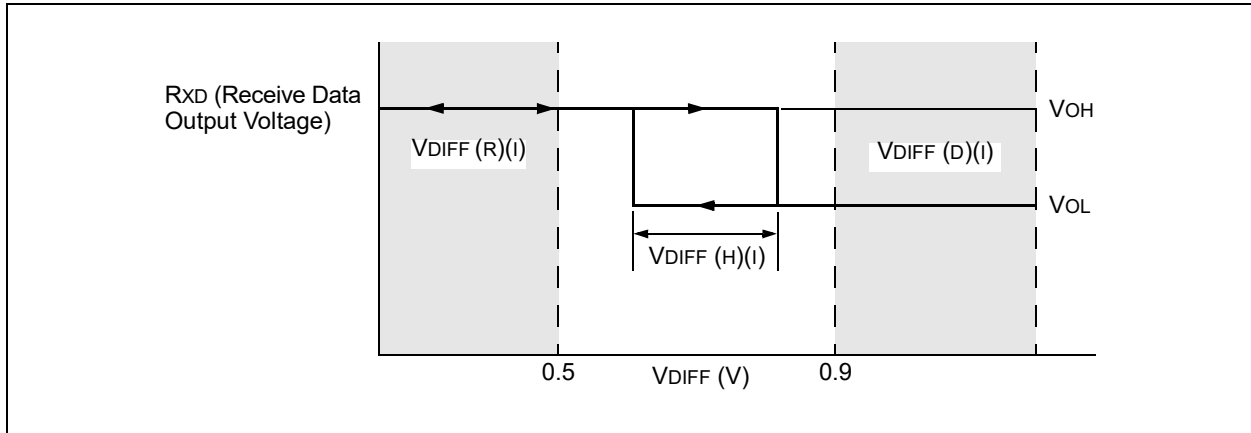 RXD (Receive Data
Output Voltage)
VOH
VDIFF (R)(I)
VDIFF (D)(I)
VOL
VDIFF (H)(I)
0.5
VDIFF (V)
0.9